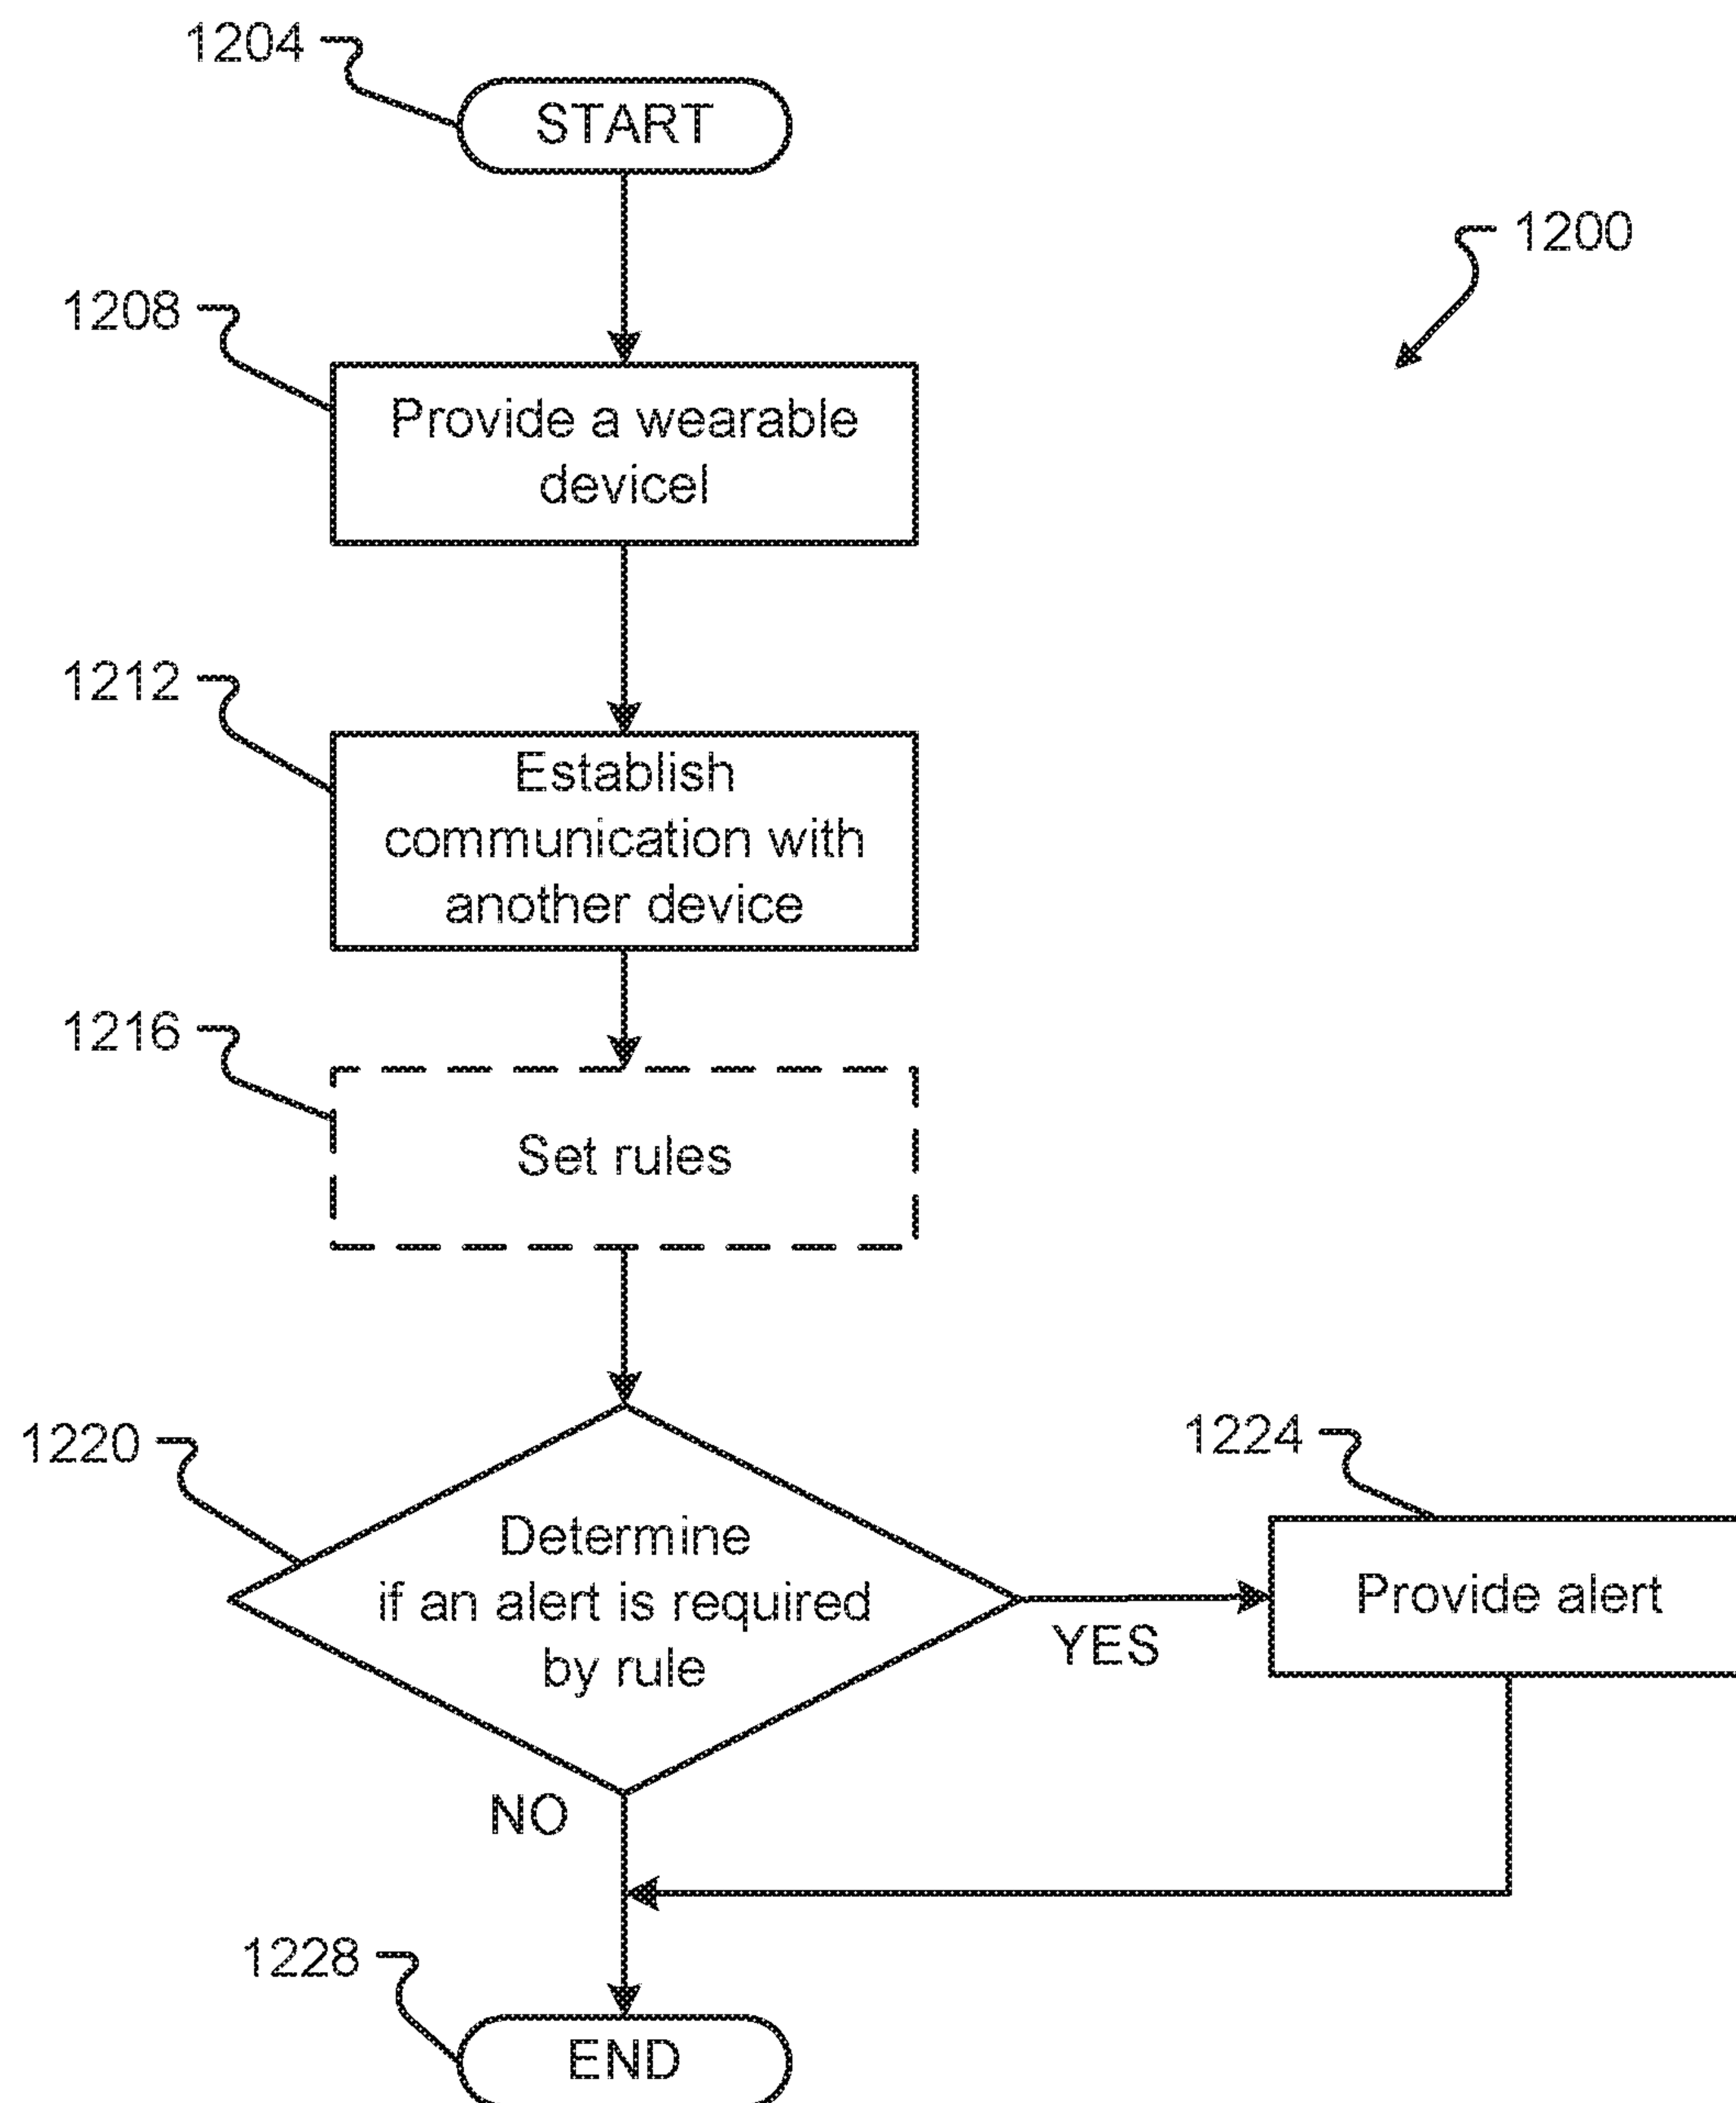 1204
START
1200
1208
Provide a wearable
devicel
1212
Establish
communication with
another device
1216
Set rules
1220
Determine
if an alert is required
by rule
1224
Provide alert
YES
NO
1228
END